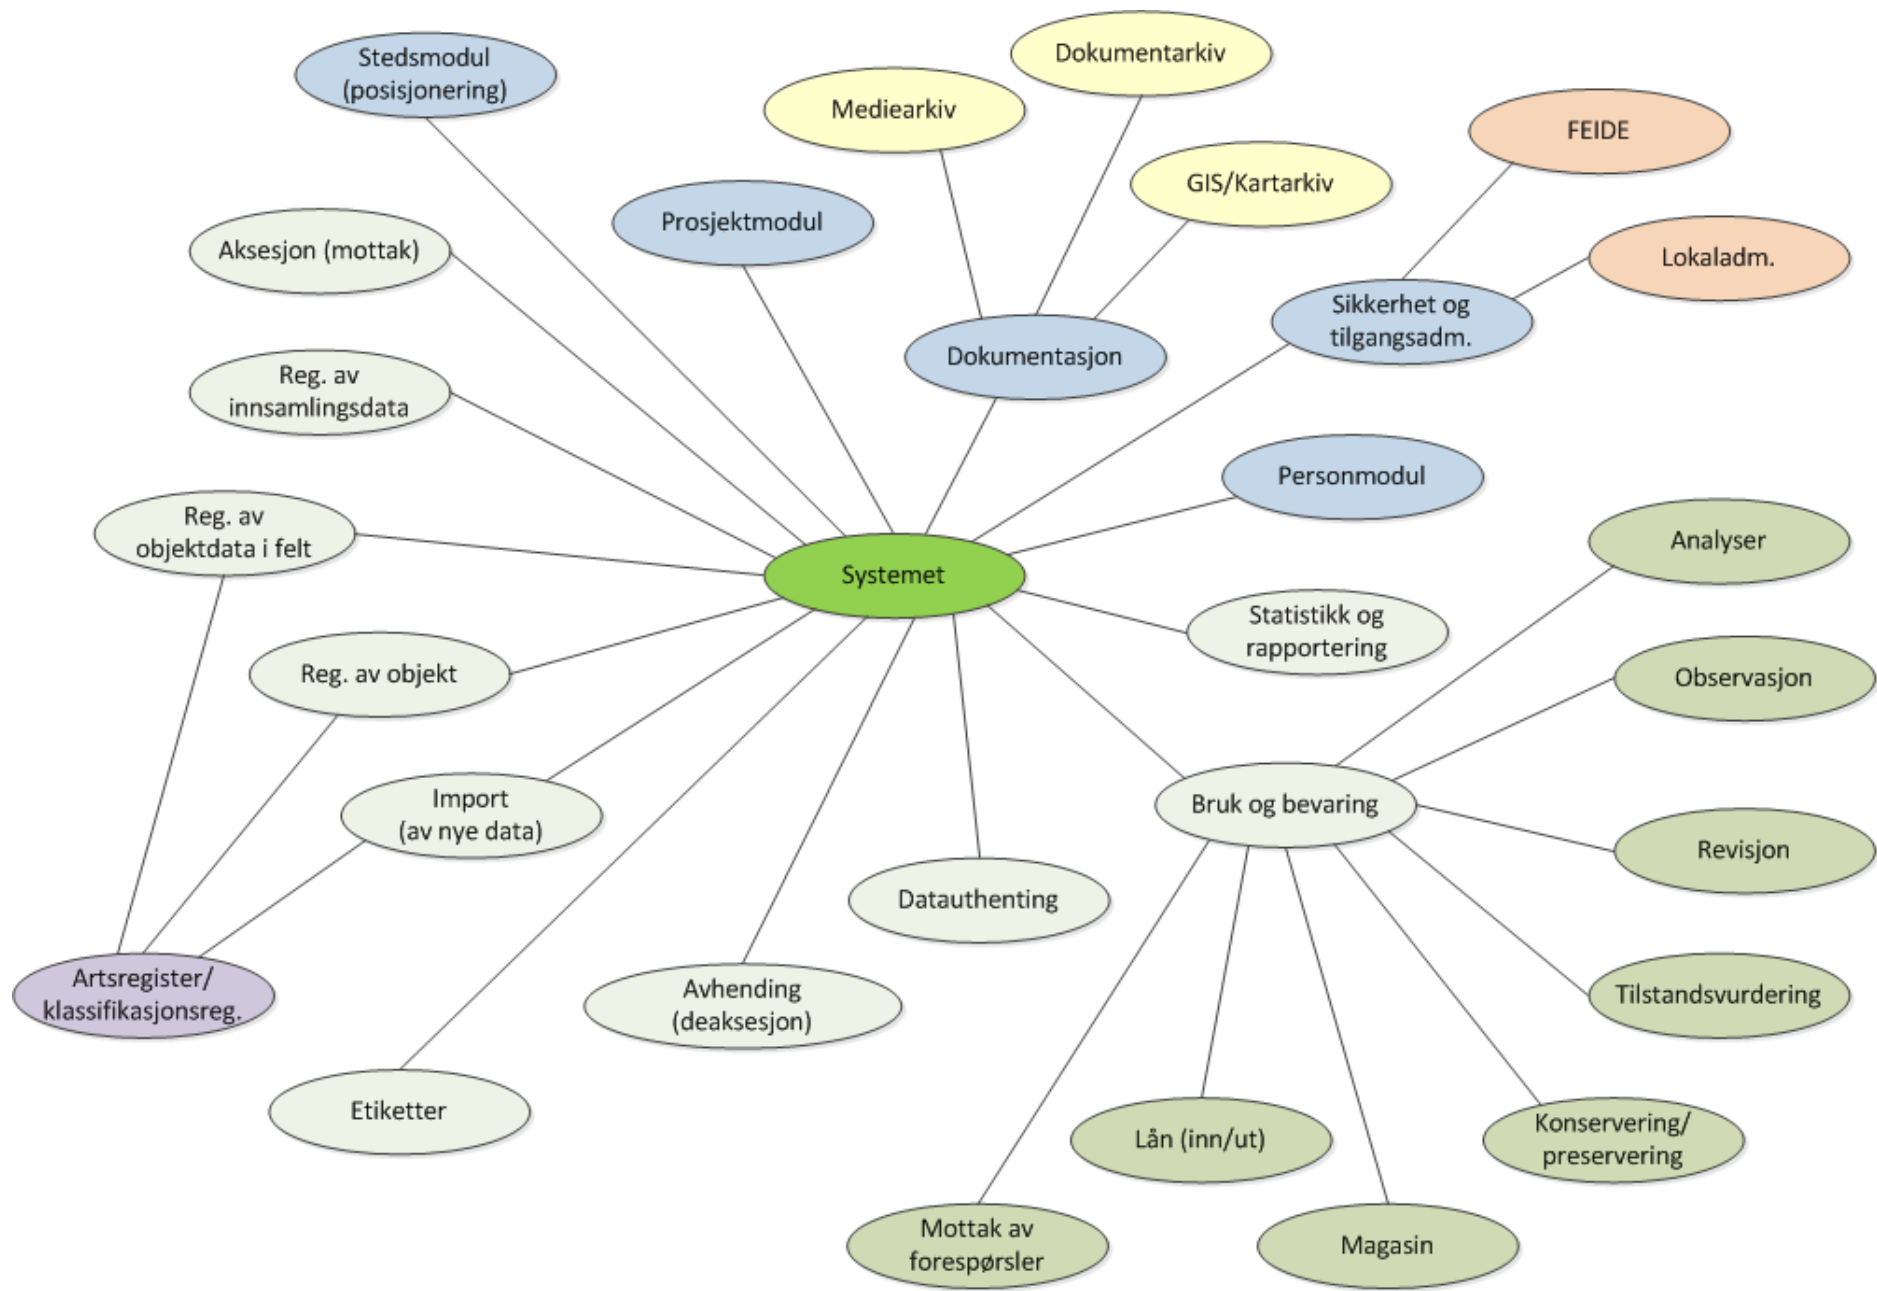 Stedsmodul
(posisjonering)
Mediearkiv
Dokumentarkiv
FEIDE
GIS/Kartarkiv
Prosjektmodul
Aksesjon (mottak)
Lokaladm.
Sikkerhet og
tilgangsadm.
Dokumentasjon
Reg. av
innsamlingsdata
Personmodul
Reg. av
objektdata i felt
Analyser
Systemet
Statistikk og
rapportering
Reg. av objekt
Observasjon
Import
(av nye data)
Bruk og bevaring
Revisjon
Datauthenting
Artsregister/
klassifikasjonsreg.
Avhending
(deaksesjon)
Tilstandsvurdering
Etiketter
Lån (inn/ut)
Konservering/
preservering
Mottak av
forespørsler
Magasin